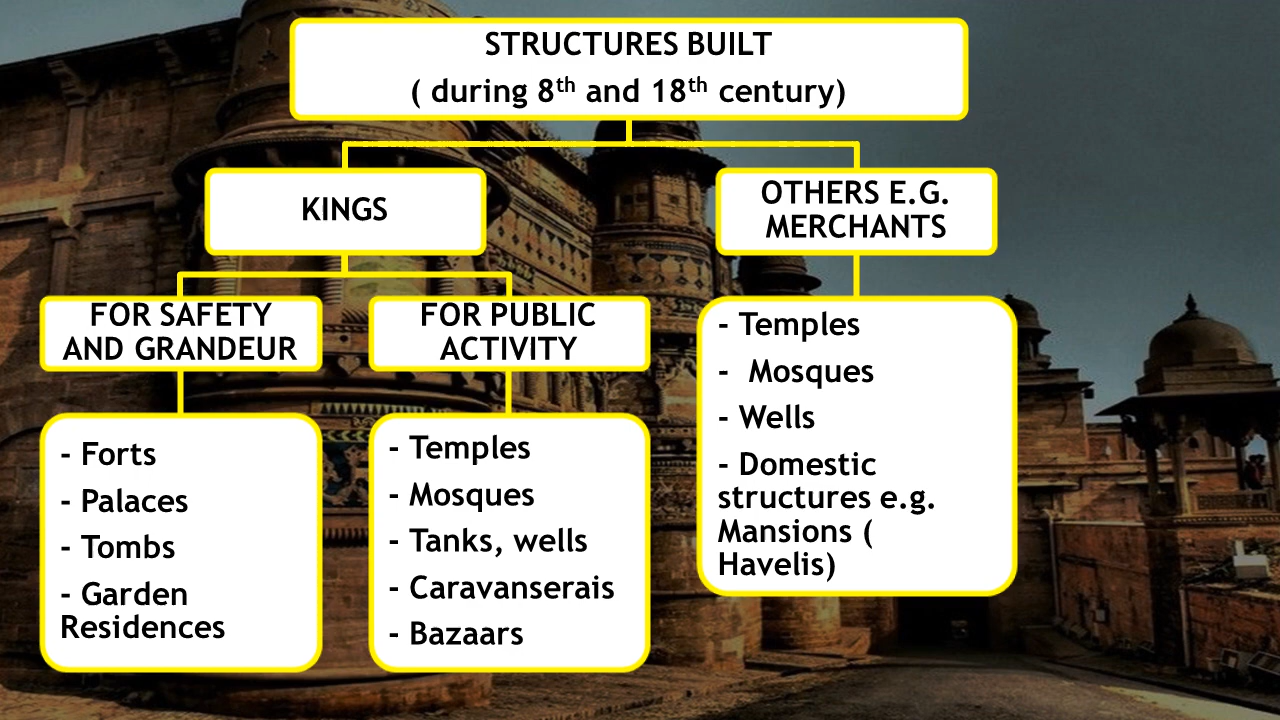 STRUCTURES BUILT
( during 8th and 18th century)
KINGS
OTHERS E.G.
MERCHANTS
FOR SAFETY
AND GRANDEUR
FOR PUBLIC
ACTIVITY
- Forts
- Palaces
- Tombs
- Garden
Residences
- Temples
- Mosques
- Tanks, wells
- Caravanserais
- Bazaars
- Temples
-  Mosques
- Wells
- Domestic
structures e.g.
Mansions (
Havelis)